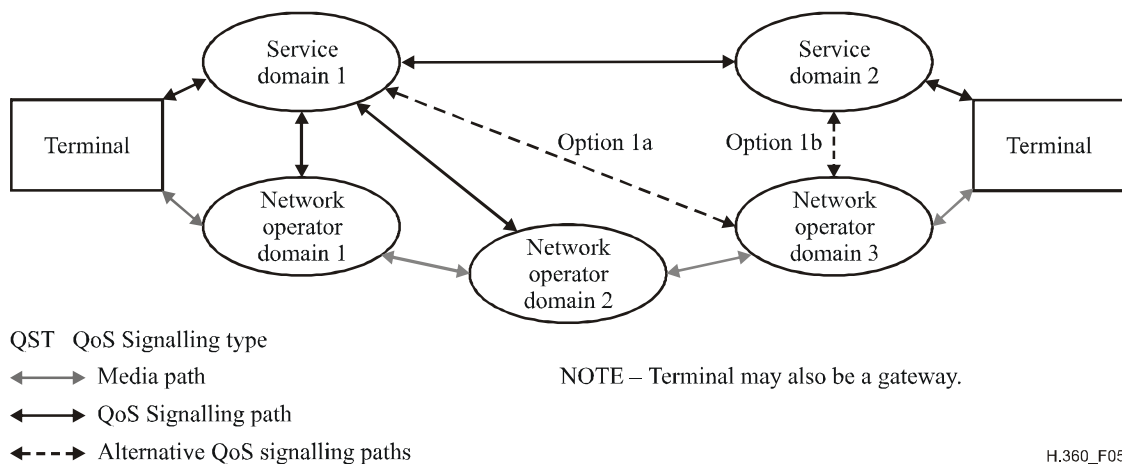 Service
domain 1
Service
domain 2
Terminal
Option 1a
Option 1b
Terminal
Network
operator
domain 1
Network
operator
domain 2
Network
operator
domain 3
QST QoS Signalling type
Media path
NOTE – Terminal may also be a gateway.
QoS Signalling path
Alternative QoS signalling paths
H.360_F05